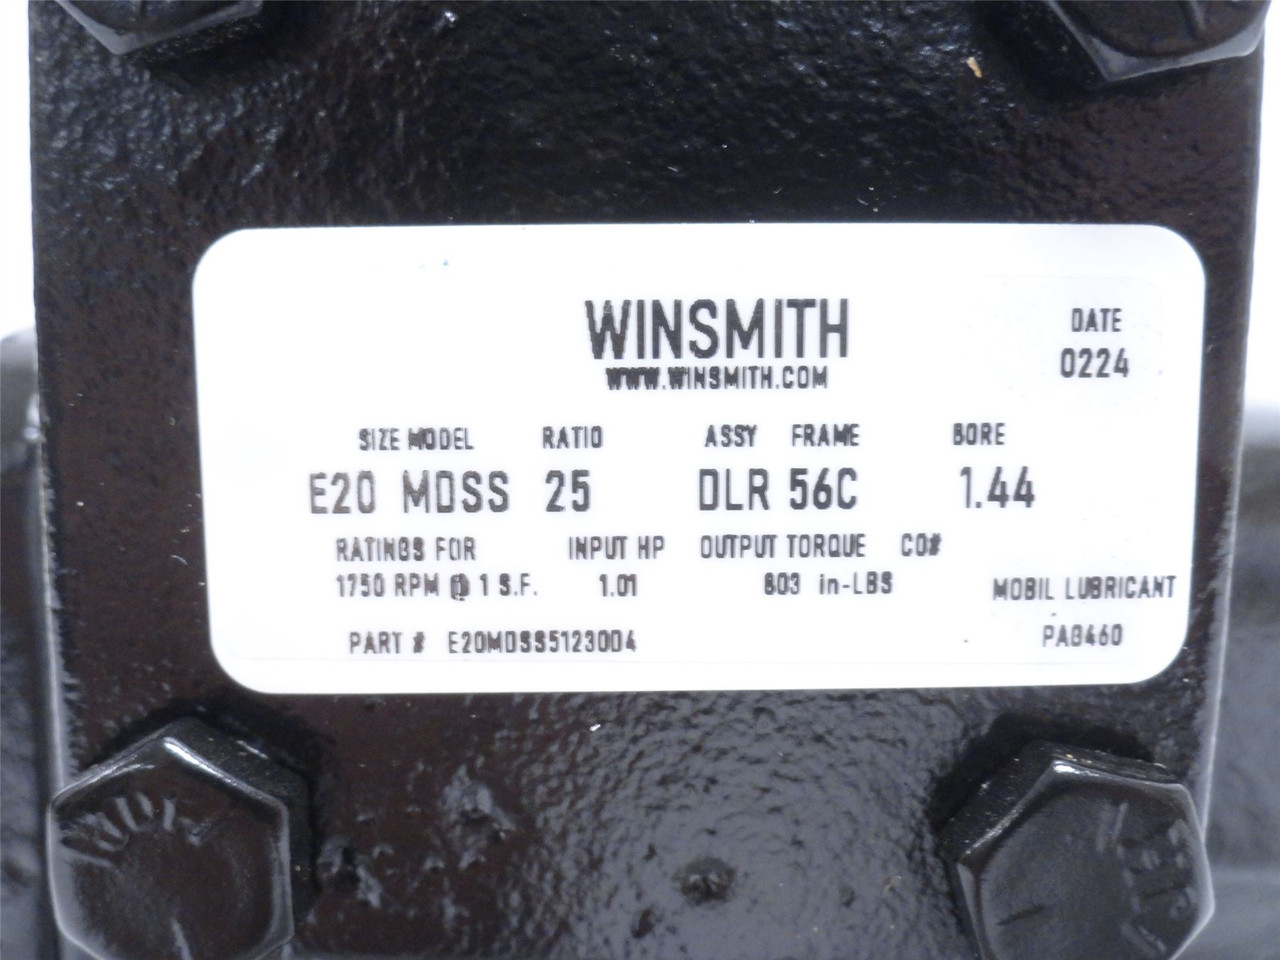 WINSMITH
WWW.WINSMITH.COM
DATE
0224
SIZE MODEL RATIO ASSY FRAME BORE
E20 MDSS 25 DLR 56C 1.44
RATINGS FOR INPUT HP OUTPUT TORQUE CO#
1750 RPM @ 1 S.F. 1.01 803 in-LBS
MOBIL LUBRICANT
PART # E20MDSS51230D4 PAG460